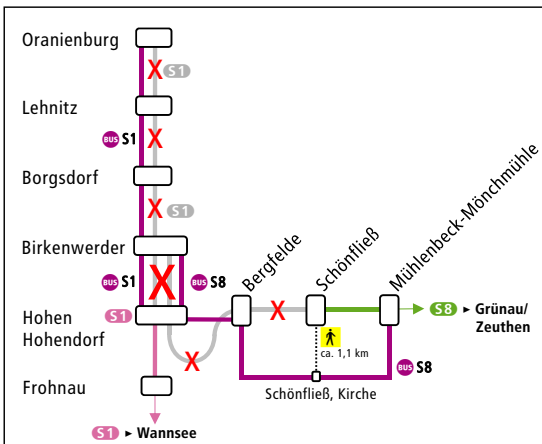 Oranienburg
S1
Lehnitz
BUS S1
Borgsdorf
S1
Birkenwerder
BUS S1
BUS S8
Bergfelde
Schönfließ
Mühlenbeck-Mönchmühle
Hohen
Hohendorf
S1
S8 ▸ Grünau/
Zeuthen
ca. 1,1 km
BUS S8
Frohnau
Schönfließ, Kirche
S1 ▸ Wannsee